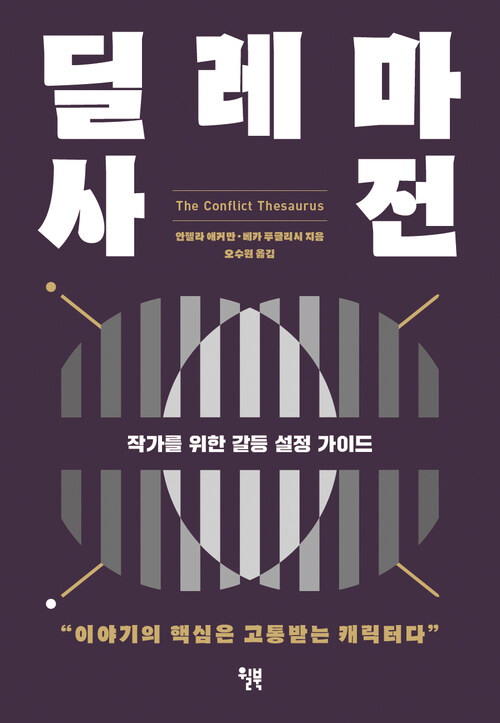 딜레마
사전
The Conflict Thesaurus
안젤라 애커만·베카 푸글리시 지음
오수원 옮김
작가를 위한 갈등 설정 가이드
“이야기의 핵심은 고통받는 캐릭터다”
윌북